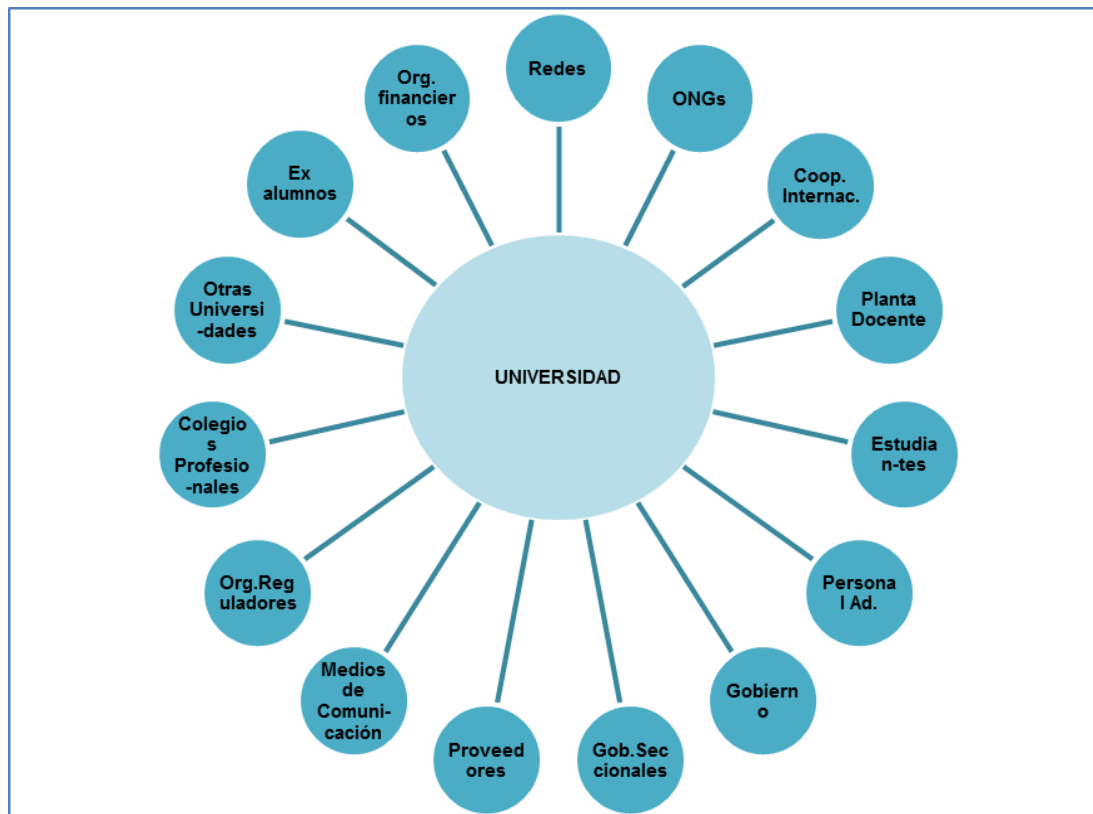 Redes
ONGs
Coop.
Internac.
Planta
Docente
Estudia
n-tes
Persona
l Ad.
Gobiern
o
Gob.Sec
cionales
Proveed
ores
Medios
de
Comuni-
cación
Org.Reg
uladores
Colegio
s
Profesio
-nales
Otras
Universi
-dades
Ex
alumnos
Org.
financier
os
UNIVERSIDAD